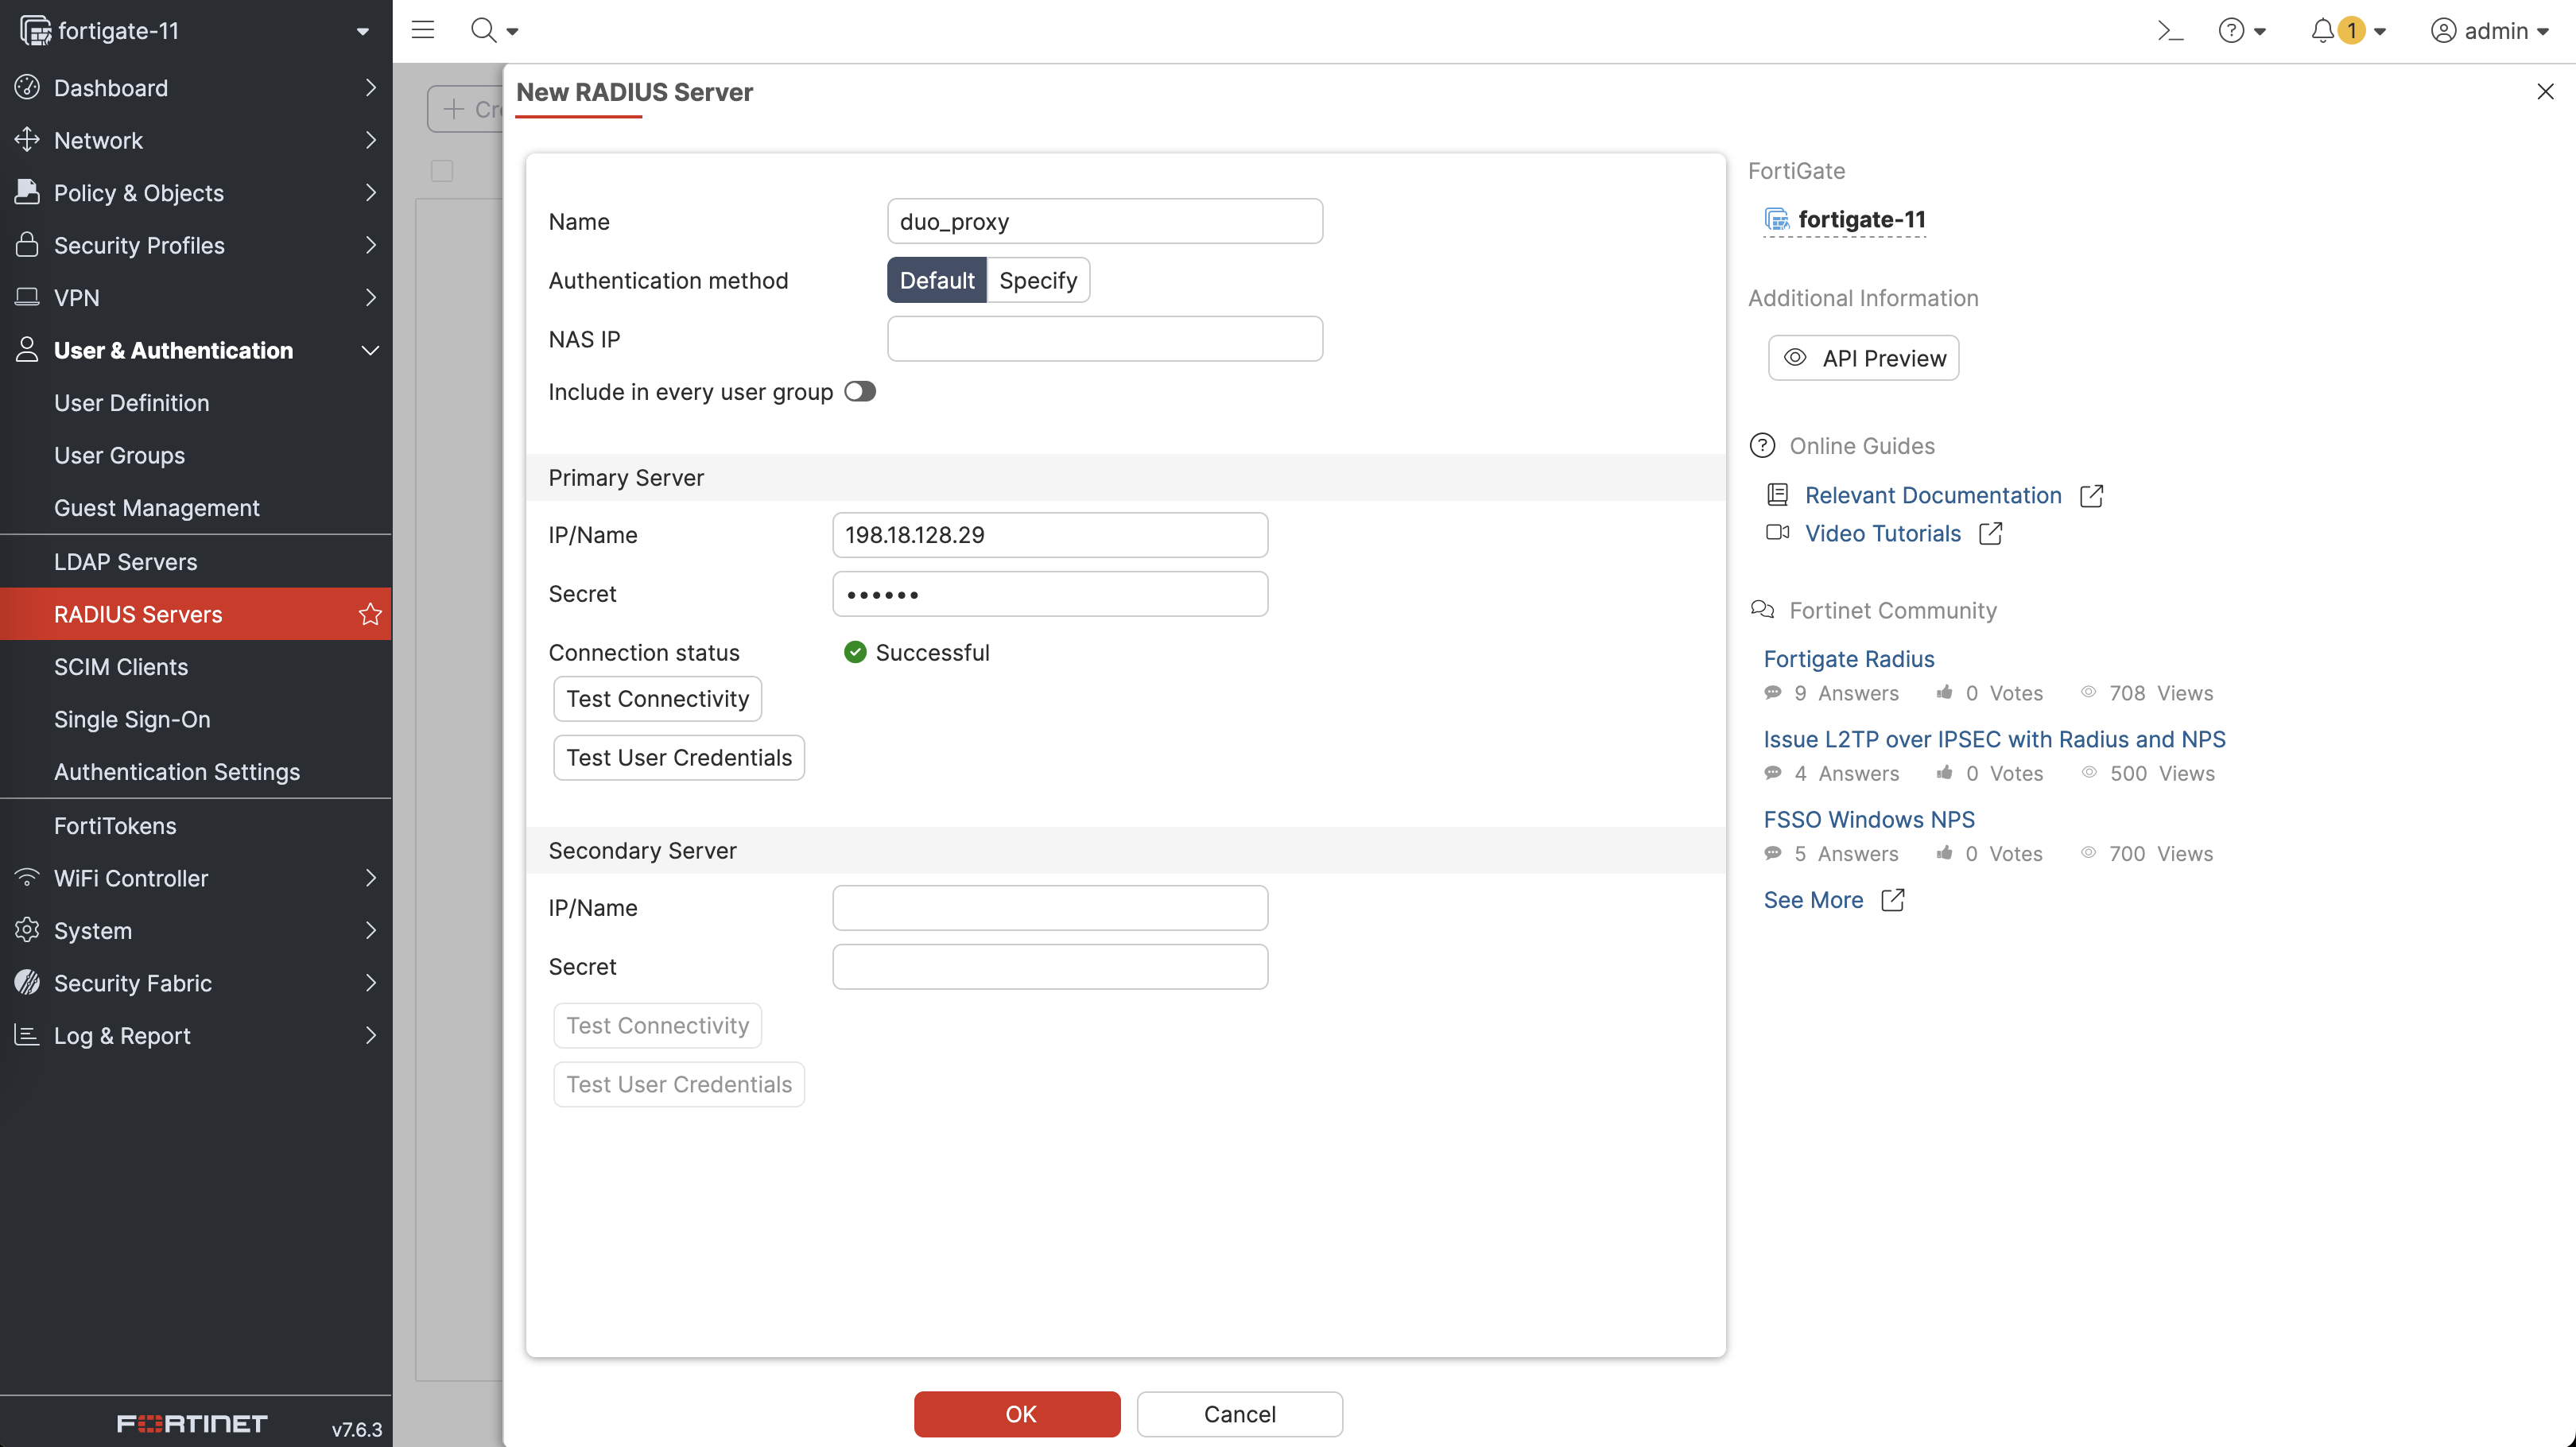 fortigate-11
1
admin
Dashboard
Network
Policy & Objects
Security Profiles
VPN
User & Authentication
User Definition
User Groups
Guest Management
LDAP Servers
RADIUS Servers
SCIM Clients
Single Sign-On
Authentication Settings
FortiTokens
WiFi Controller
System
Security Fabric
Log & Report
FORTINET
v7.6.3
New RADIUS Server
Name
duo_proxy
Authentication method
Default Specify
NAS IP
Include in every user group
Primary Server
IP/Name
198.18.128.29
Secret
••••••
Connection status
Successful
Test Connectivity
Test User Credentials
Secondary Server
IP/Name
Secret
Test Connectivity
Test User Credentials
OK
Cancel
FortiGate
fortigate-11
Additional Information
API Preview
Online Guides
Relevant Documentation
Video Tutorials
Fortinet Community
Fortigate Radius
9 Answers 0 Votes 708 Views
Issue L2TP over IPSEC with Radius and NPS
4 Answers 0 Votes 500 Views
FSSO Windows NPS
5 Answers 0 Votes 700 Views
See More